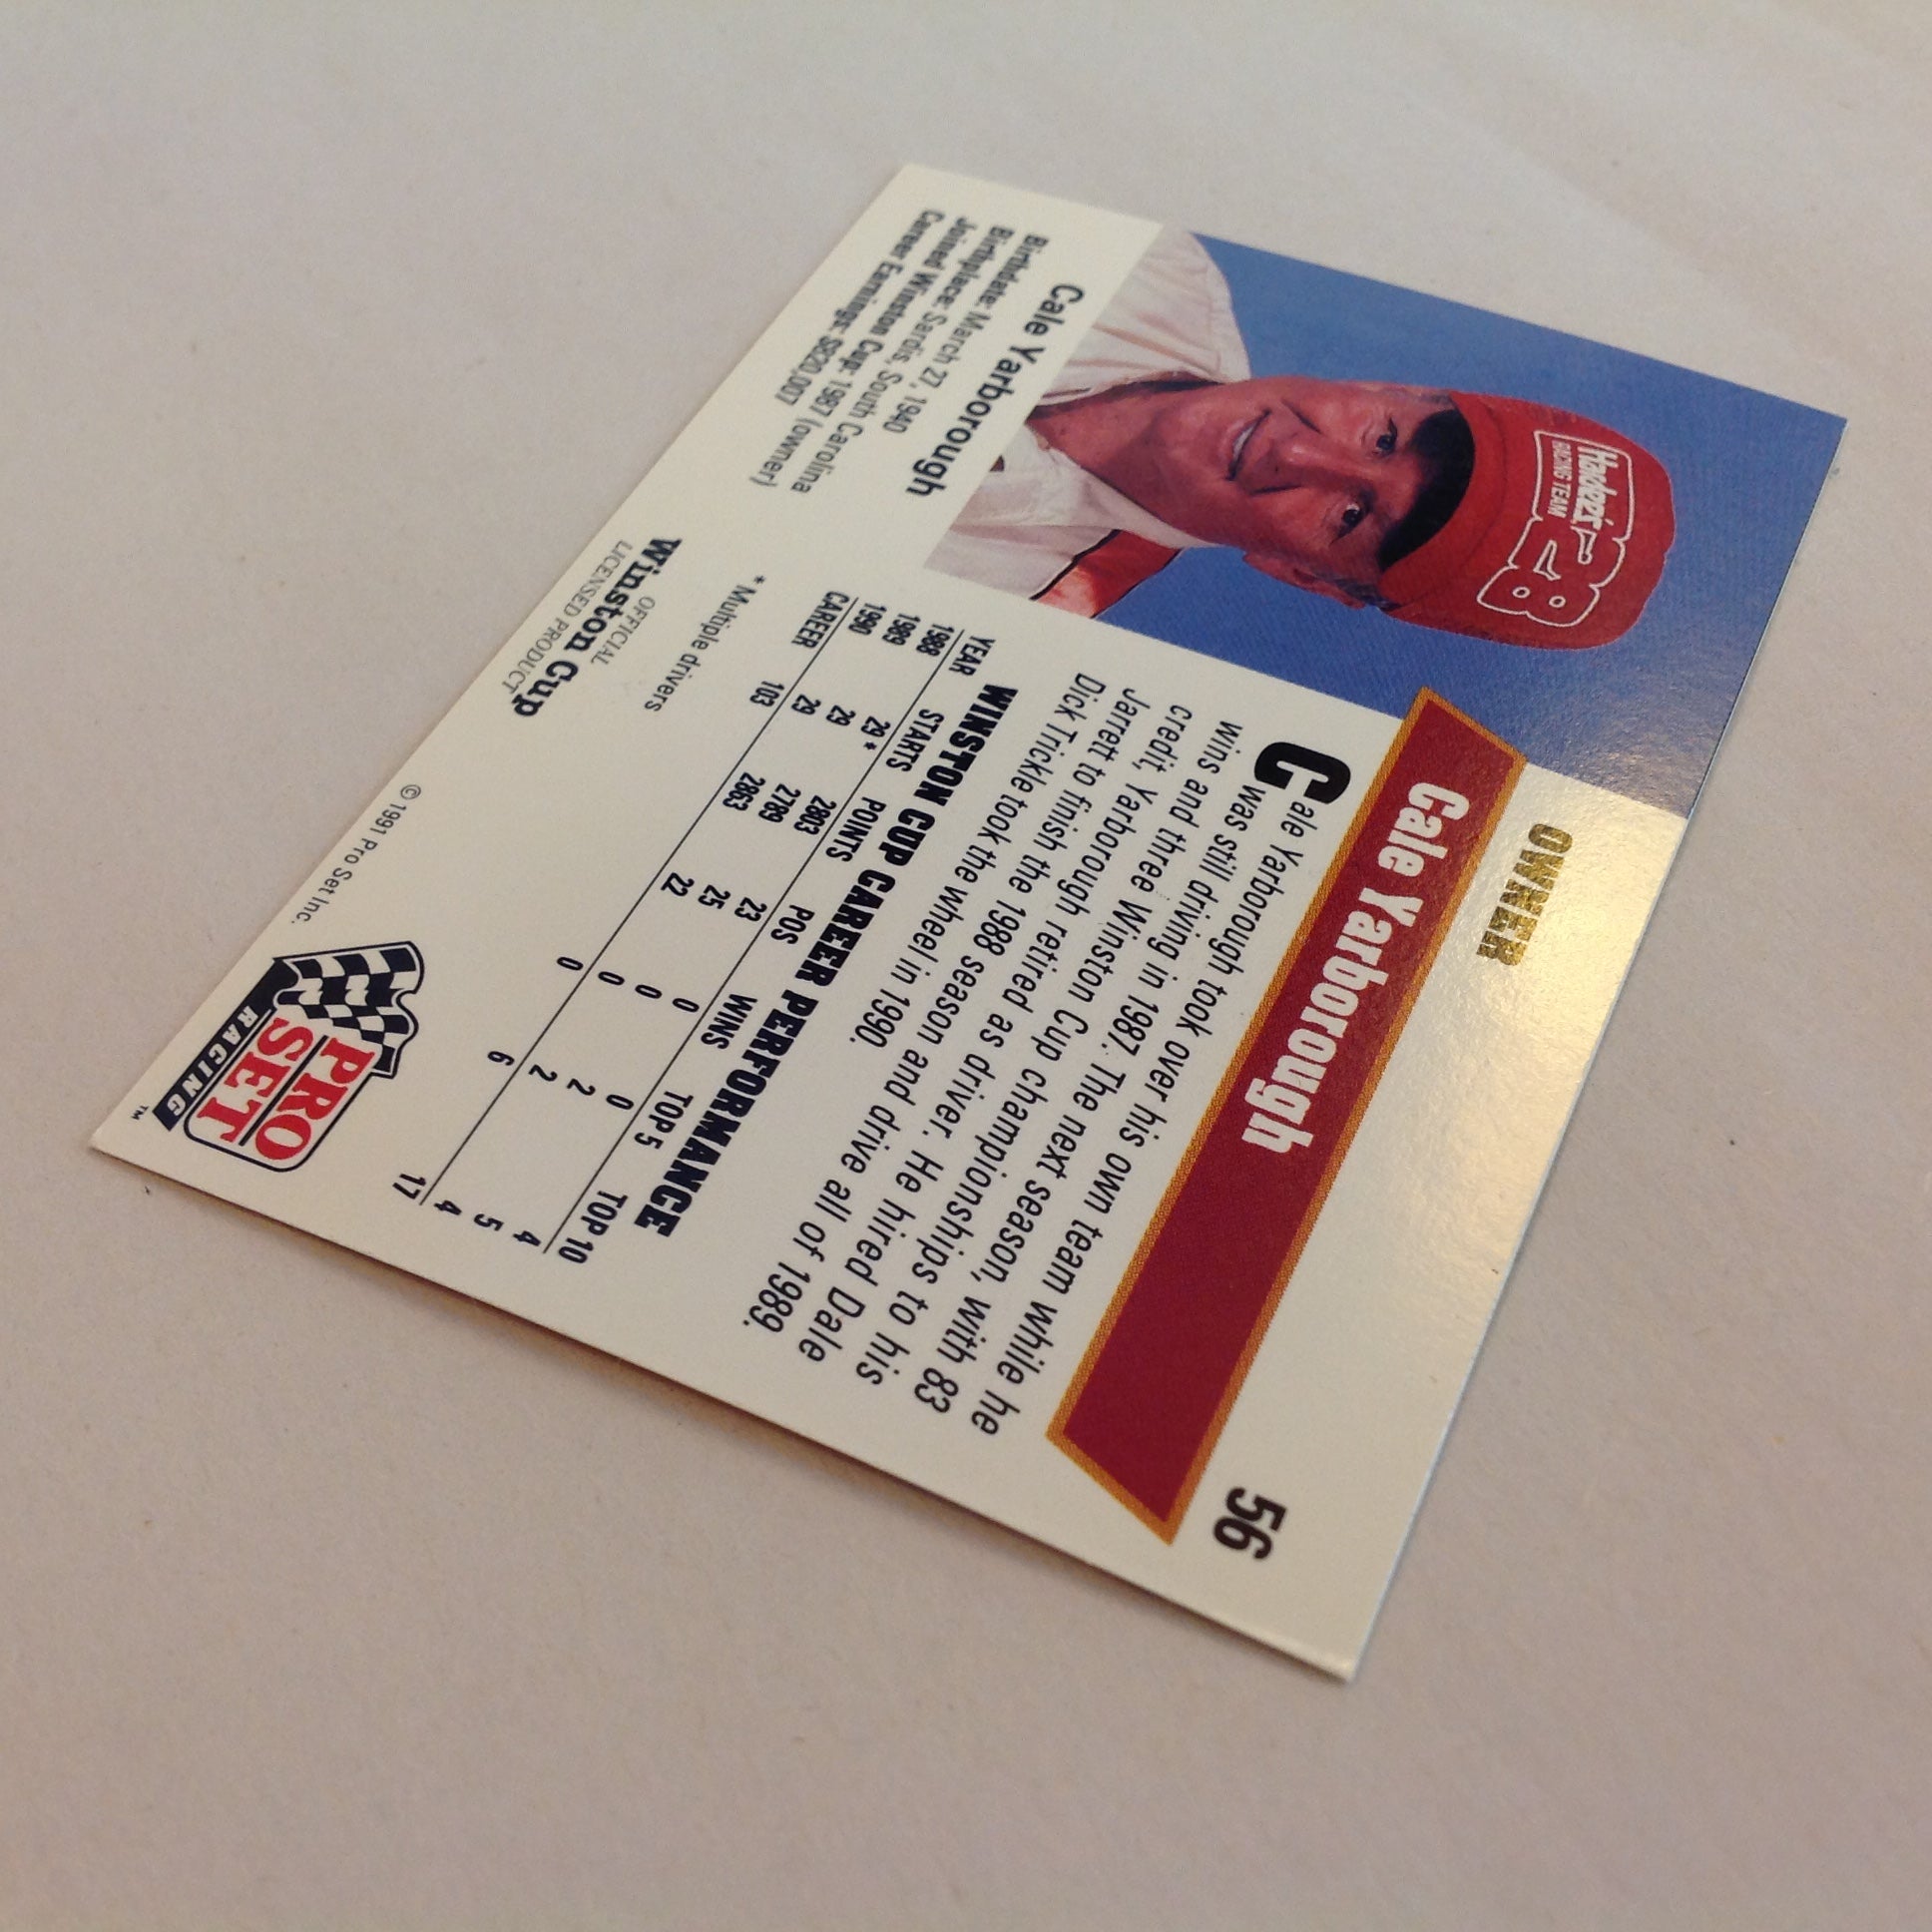 OWNER
56
Cale Yarborough
Hardee's
RACING TEAM
28
Cale Yarborough took over his own team while he
was still driving in 1987. The next season, with 83
wins and three Winston Cup championships to his
credit, Yarborough retired as driver. He hired Dale
Jarrett to finish the 1988 season and drive all of 1989.
Dick Trickle took the wheel in 1990.
Cale Yarborough
Birthdate: March 27, 1940
Birthplace: Sardis, South Carolina
Joined Winston Cup: 1987 (owner)
Career Earnings: $820,007
WINSTON CUP CAREER PERFORMANCE
YEAR STARTS POINTS POS WINS TOP 5 TOP 10
1988 29* 2803 23 0 0 4
1989 29 2789 25 0 2 5
1990 29 2863 22 0 2 4
CAREER 103 0 6 17
* Multiple drivers
OFFICIAL
Winston Cup
LICENSED PRODUCT
© 1991 Pro Set Inc.
PRO
SET
RACING
TM